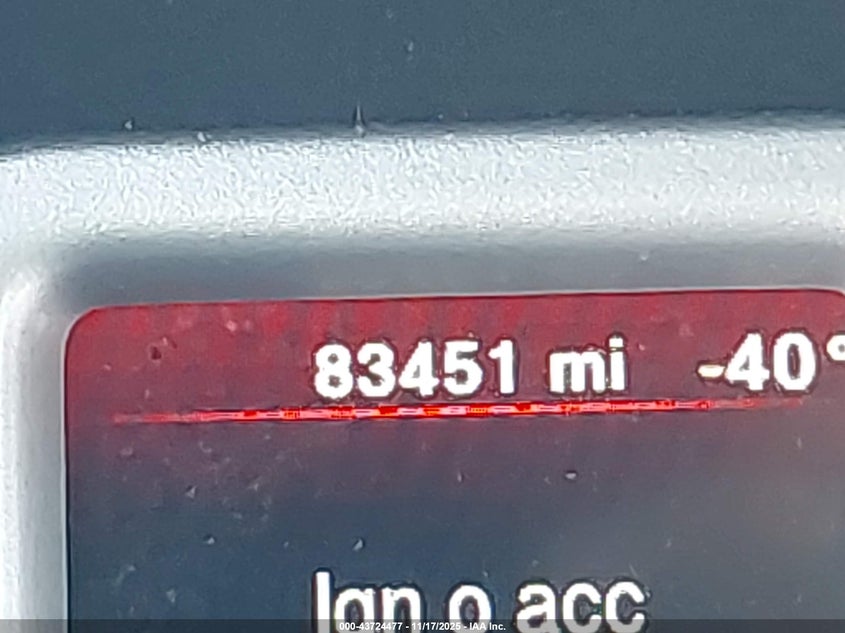 83451 mi -40°
Ign o acc
000-43724477 - 11/17/2025 - IAA Inc.